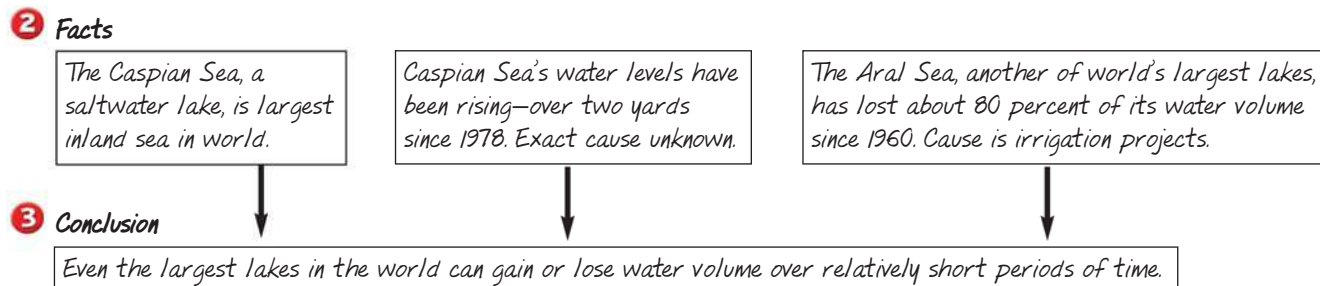 2 Facts
The Caspian Sea, a
saltwater lake, is largest
inland sea in world.
Caspian Sea's water levels have
been rising—over two yards
since 1978. Exact cause unknown.
The Aral Sea, another of world's largest lakes,
has lost about 80 percent of its water volume
since 1960. Cause is irrigation projects.
3 Conclusion
Even the largest lakes in the world can gain or lose water volume over relatively short periods of time.